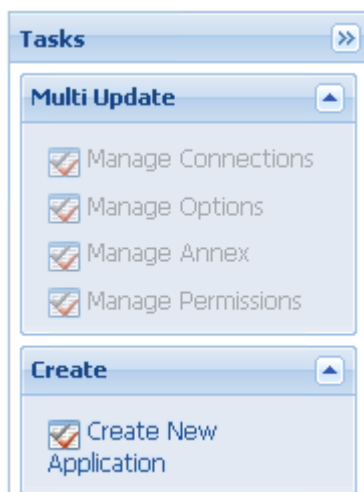 Tasks
Multi Update
Manage Connections
Manage Options
Manage Annex
Manage Permissions
Create
Create New
Application